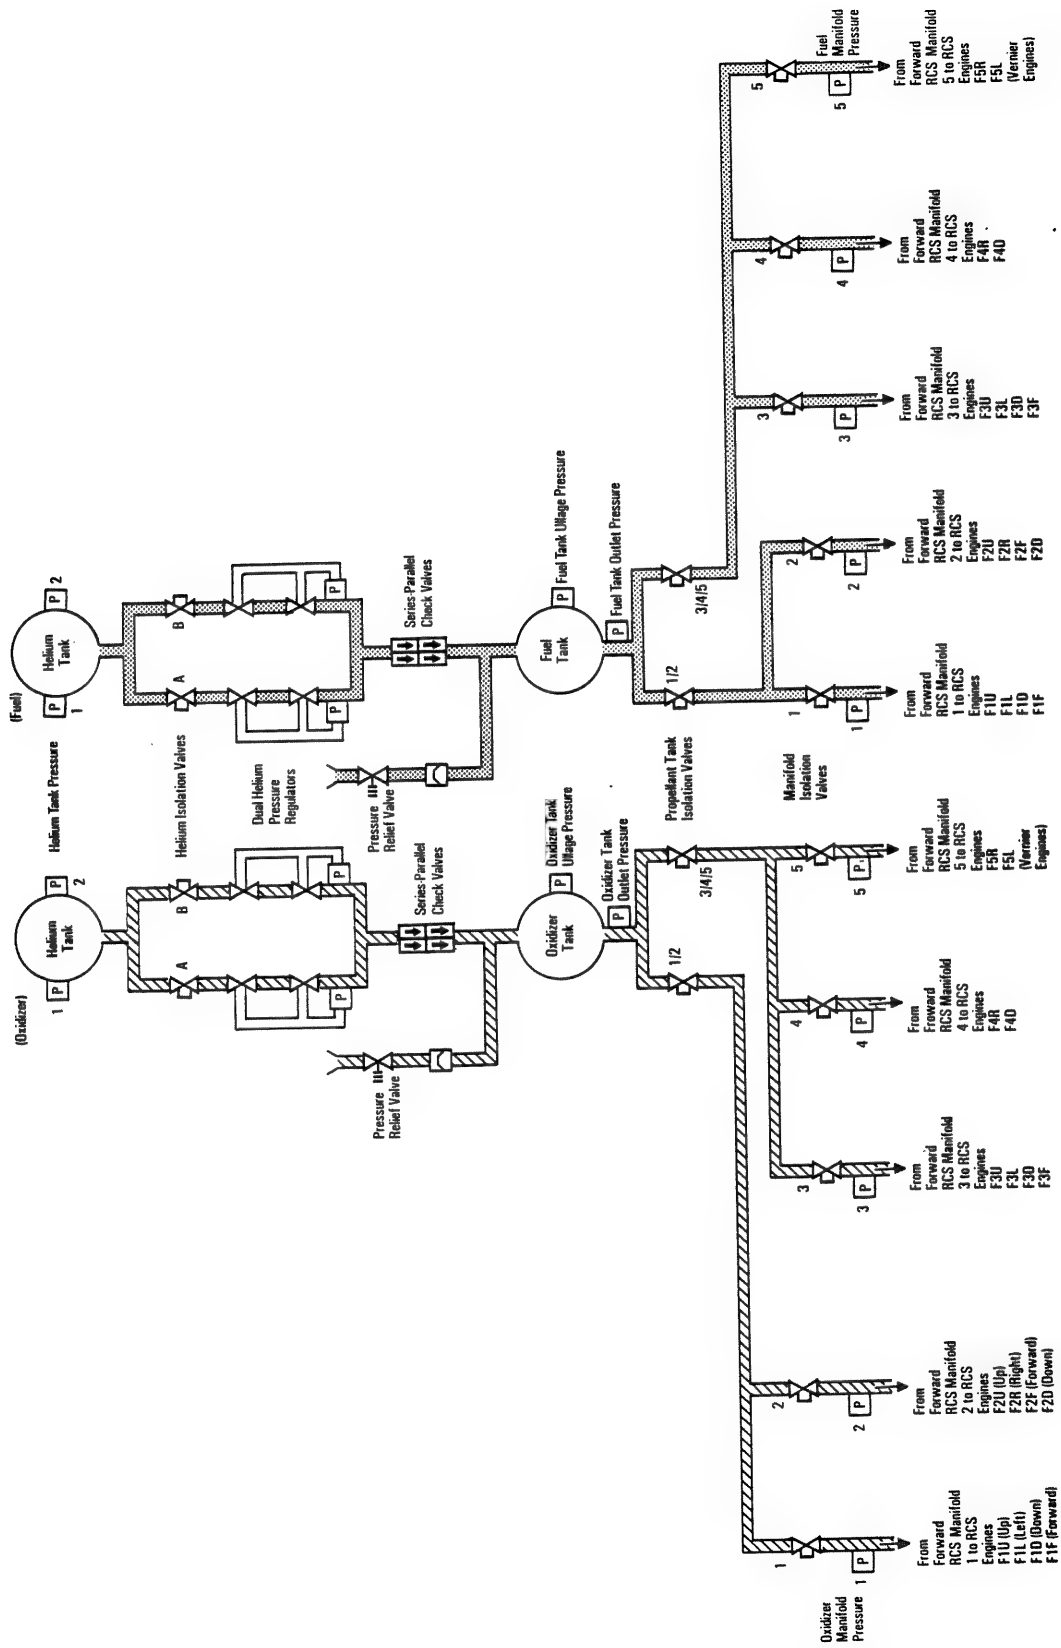 (Oxidizer)
1
P
Helium
Tank
P
2
Helium Tank Pressure
(Fuel)
P
1
Helium
Tank
P
2
A
B
Helium Isolation Valves
A
B
Dual Helium
Pressure
Regulators
P
P
P
P
Pressure
Relief Valve
Series-Parallel
Check Valves
Pressure
Relief Valve
Series-Parallel
Check Valves
Oxidizer
Tank
P
Oxidizer Tank
Ullage Pressure
Fuel
Tank
P
Fuel Tank Ullage Pressure
P
Oxidizer Tank
Outlet Pressure
P
Fuel Tank Outlet Pressure
1/2
3/4/5
Propellant Tank
Isolation Valves
1/2
3/4/5
1
2
3
4
5
Manifold
Isolation
Valves
1
2
3
4
5
Oxidizer
Manifold
Pressure
1
P
2
P
3
P
4
P
5
P
1
P
2
P
3
P
4
P
5
P
Fuel
Manifold
Pressure
From
Forward
RCS Manifold
1 to RCS
Engines
F1U (Up)
F1L (Left)
F1D (Down)
F1F (Forward)
From
Forward
RCS Manifold
2 to RCS
Engines
F2U (Up)
F2R (Right)
F2F (Forward)
F2D (Down)
From
Forward
RCS Manifold
3 to RCS
Engines
F3U
F3L
F3D
F3F
From
Froward
RCS Manifold
4 to RCS
Engines
F4R
F4D
From
Forward
RCS Manifold
5 to RCS
Engines
F5R
F5L
(Vernier
Engines)
From
Forward
RCS Manifold
1 to RCS
Engines
F1U
F1L
F1D
F1F
From
Forward
RCS Manifold
2 to RCS
Engines
F2U
F2R
F2F
F2D
From
Forward
RCS Manifold
3 to RCS
Engines
F3U
F3L
F3D
F3F
From
Forward
RCS Manifold
4 to RCS
Engines
F4R
F4D
From
Forward
RCS Manifold
5 to RCS
Engines
F5R
F5L
(Vernier
Engines)